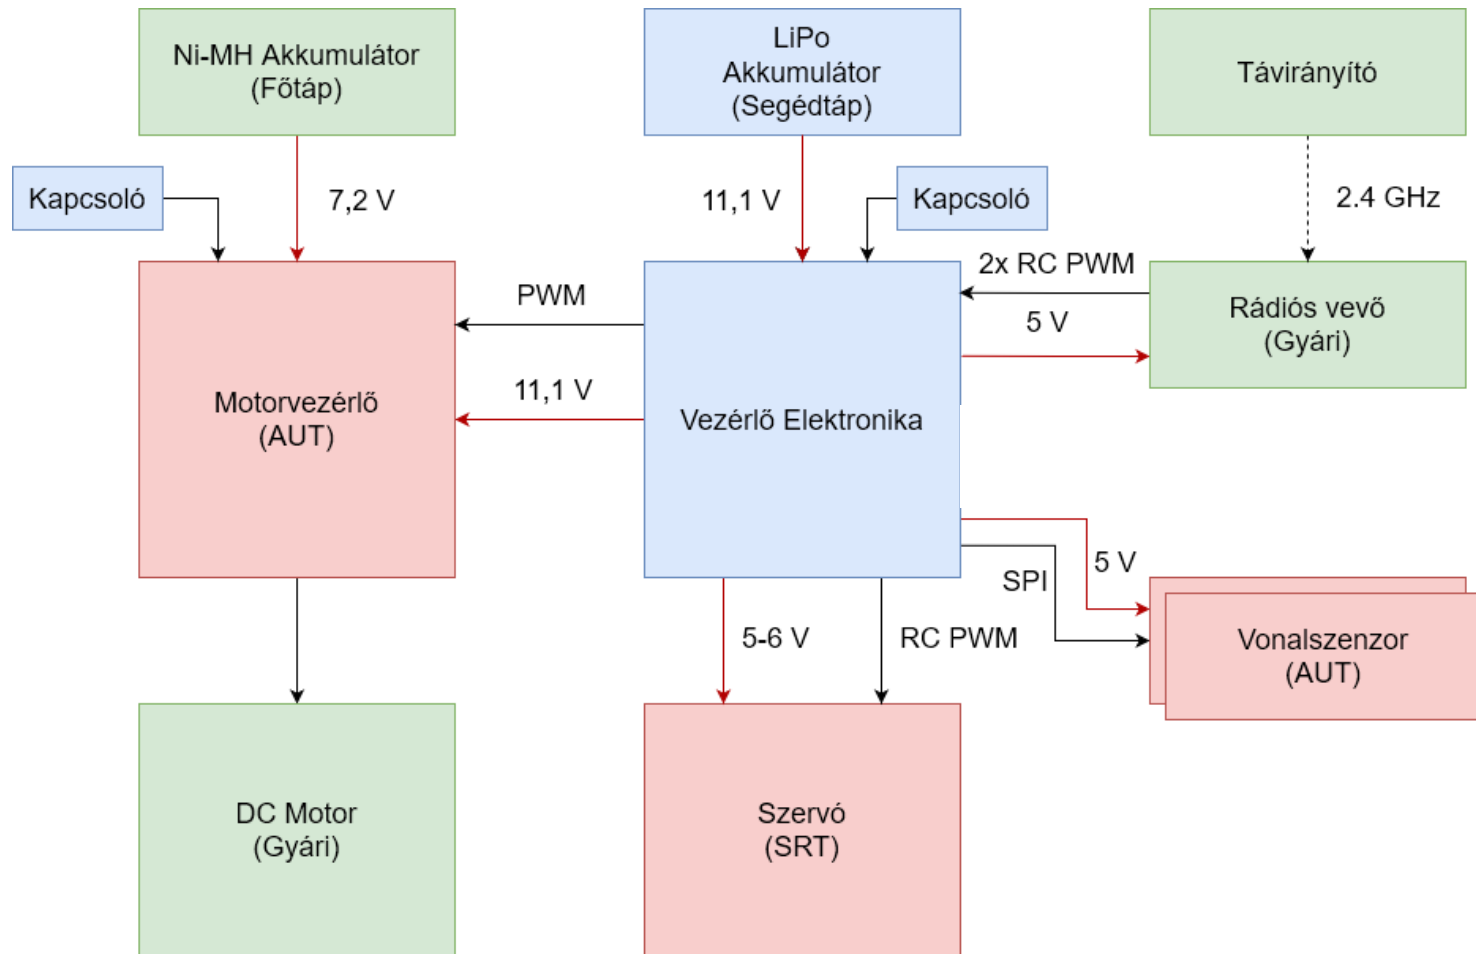 Ni-MH Akkumulátor
(Főtáp)
LiPo
Akkumulátor
(Segédtáp)
Távirányító
Kapcsoló
7,2 V
11,1 V
Kapcsoló
2.4 GHz
PWM
2x RC PWM
5 V
Rádiós vevő
(Gyári)
Motorvezérlő
(AUT)
11,1 V
Vezérlő Elektronika
5 V
SPI
5-6 V
RC PWM
Vonalszenzor
(AUT)
DC Motor
(Gyári)
Szervó
(SRT)